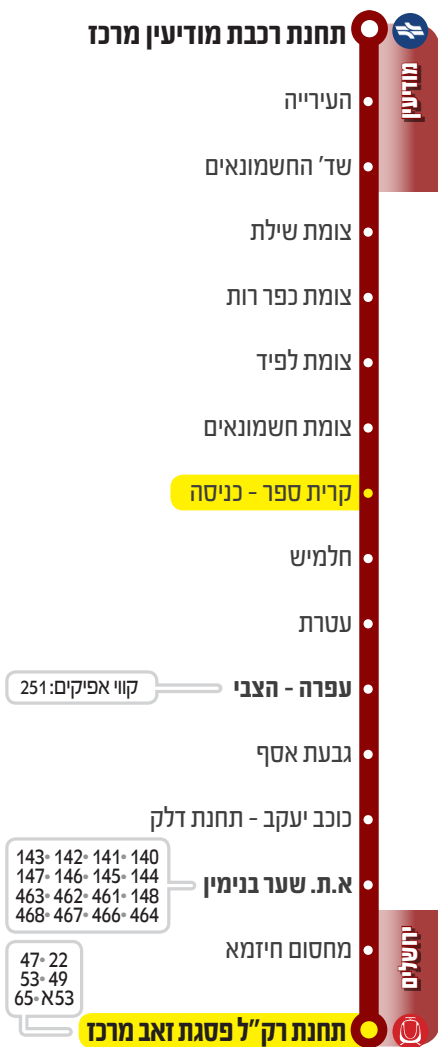 תחנת רכבת מודיעין מרכז
מודיעין
העירייה
שד' החשמונאים
צומת שילת
צומת כפר רות
צומת לפיד
צומת חשמונאים
קרית ספר - כניסה
חלמיש
עטרת
עפרה - הצבי
קווי אפיקים: 251
גבעת אסף
כוכב יעקב - תחנת דלק
א.ת. שער בנימין
140 • 141 • 142 • 143
144 • 145 • 146 • 147
148 • 461 • 462 • 463
464 • 466 • 467 • 468
מחסום חיזמא
ירושלים
22 • 47
49 • 53
53א • 65
תחנת רק"ל פסגת זאב מרכז